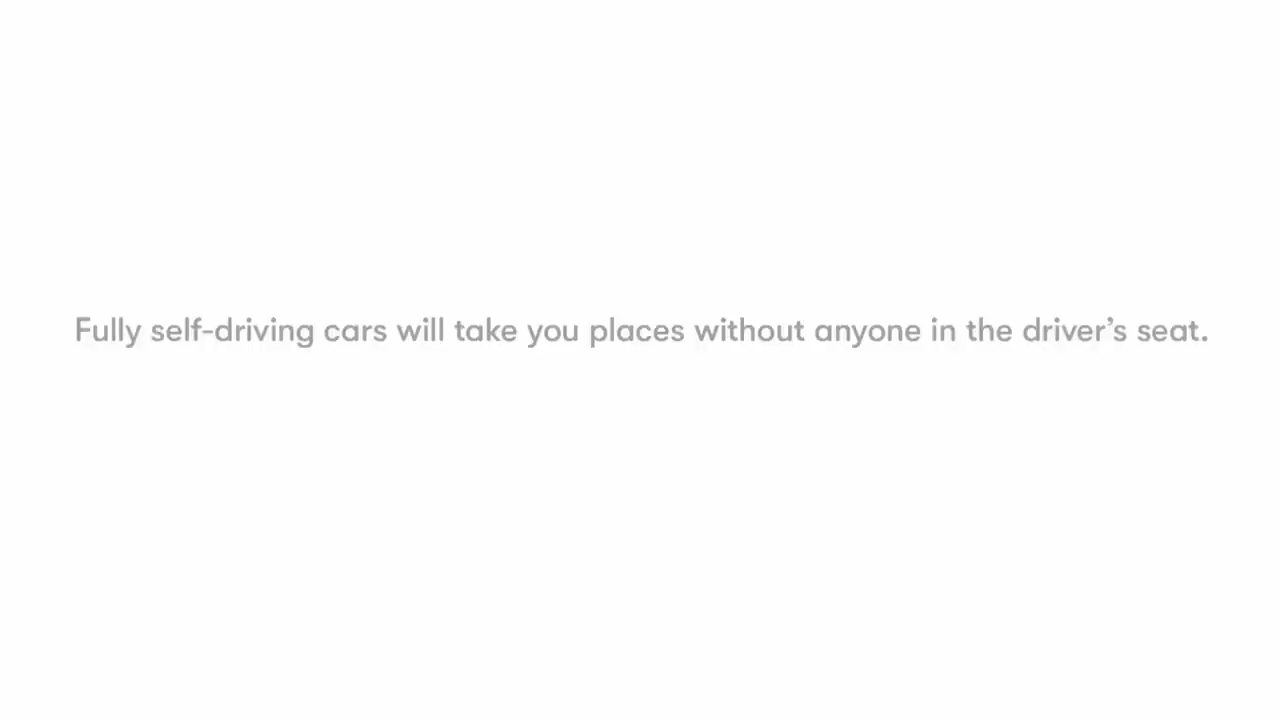 Fully self-driving cars will take you places without anyone in the driver’s seat.